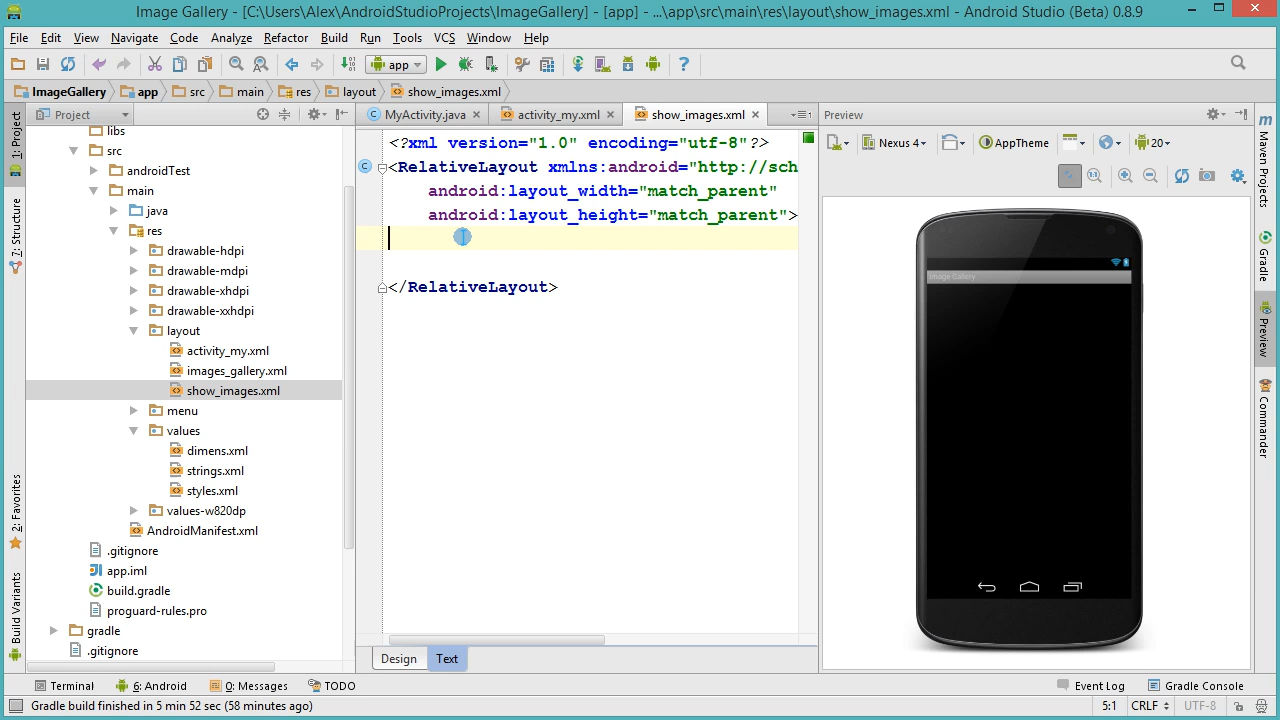 Image Gallery - [C:\Users\Alex\AndroidStudioProjects\ImageGallery] - [app] - ...\app\src\main\res\layout\show_images.xml - Android Studio (Beta) 0.8.9
File Edit View Navigate Code Analyze Refactor Build Run Tools VCS Window Help
app
ImageGallery app src main res layout show_images.xml
Project
MyActivity.java
activity_my.xml
show_images.xml
Preview
1: Project
7: Structure
2: Favorites
Build Variants
libs
src
androidTest
main
java
res
drawable-hdpi
drawable-mdpi
drawable-xhdpi
drawable-xxhdpi
layout
activity_my.xml
images_gallery.xml
show_images.xml
menu
values
dimens.xml
strings.xml
styles.xml
values-w820dp
AndroidManifest.xml
.gitignore
app.iml
build.gradle
proguard-rules.pro
gradle
.gitignore
<?xml version="1.0" encoding="utf-8"?>
<RelativeLayout xmlns:android="http://sch
android:layout_width="match_parent"
android:layout_height="match_parent">
</RelativeLayout>
Design Text
Nexus 4
AppTheme
20
Image Gallery
Maven Projects
Gradle
Preview
Commander
Terminal
6: Android
0: Messages
TODO
Event Log
Gradle Console
Gradle build finished in 5 min 52 sec (58 minutes ago)
5:1
CRLF
UTF-8